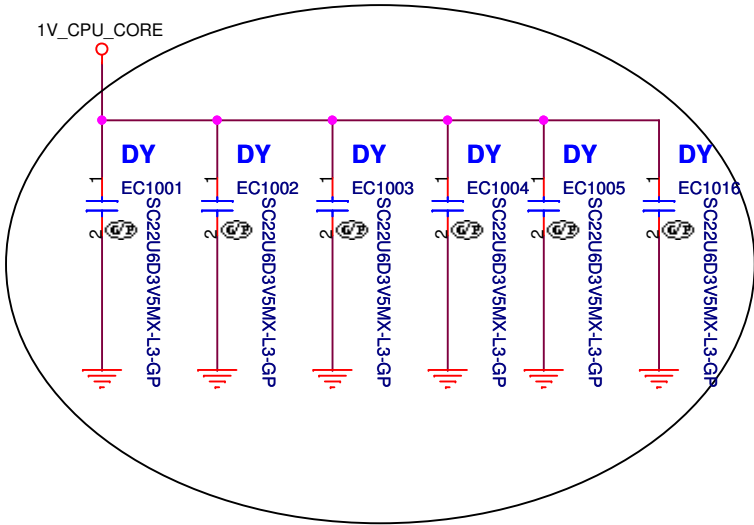 1V_CPU_CORE
DY DY DY DY DY DY
1 1 1 1 1 1
EC1001 EC1002 EC1003 EC1004 EC1005 EC1016
2 2 2 2 2 2
G/P G/P G/P G/P G/P G/P
SC22U6D3V5MX-L3-GP
SC22U6D3V5MX-L3-GP
SC22U6D3V5MX-L3-GP
SC22U6D3V5MX-L3-GP
SC22U6D3V5MX-L3-GP
SC22U6D3V5MX-L3-GP